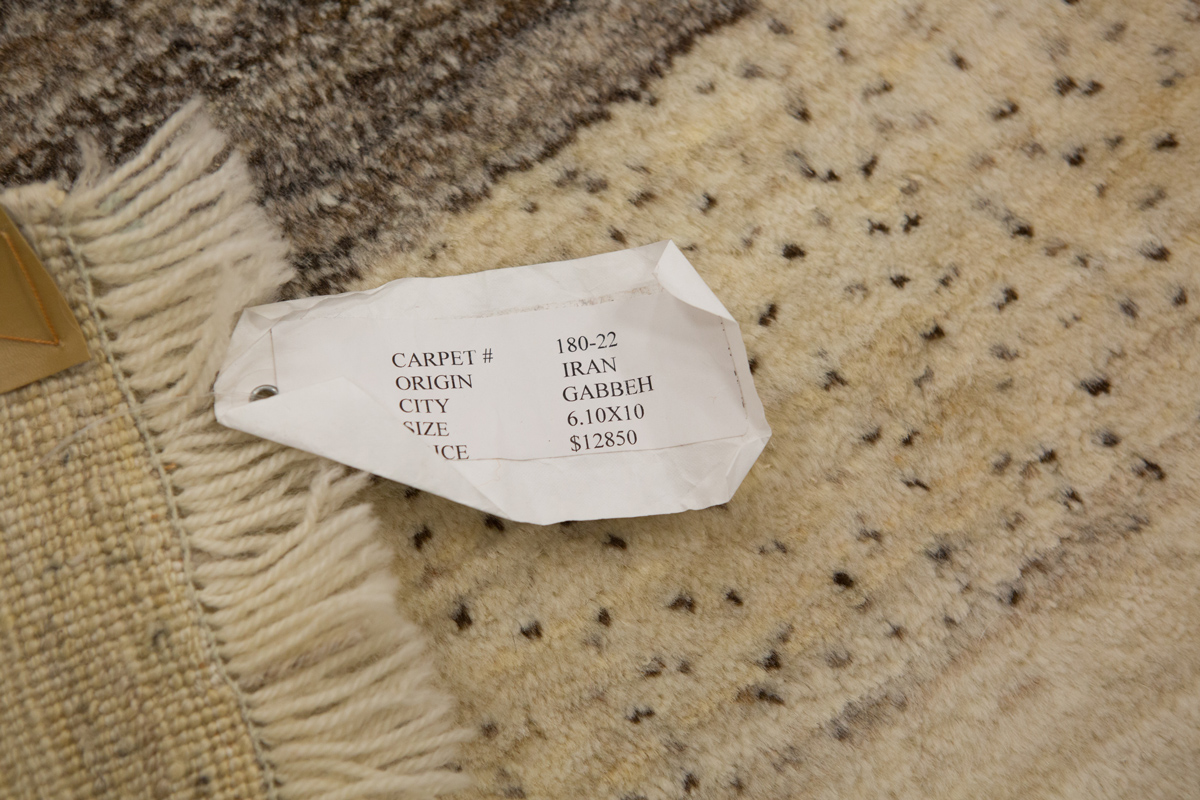 CARPET # 180-22
ORIGIN IRAN
CITY GABBEH
SIZE 6.10X10
ICE $12850